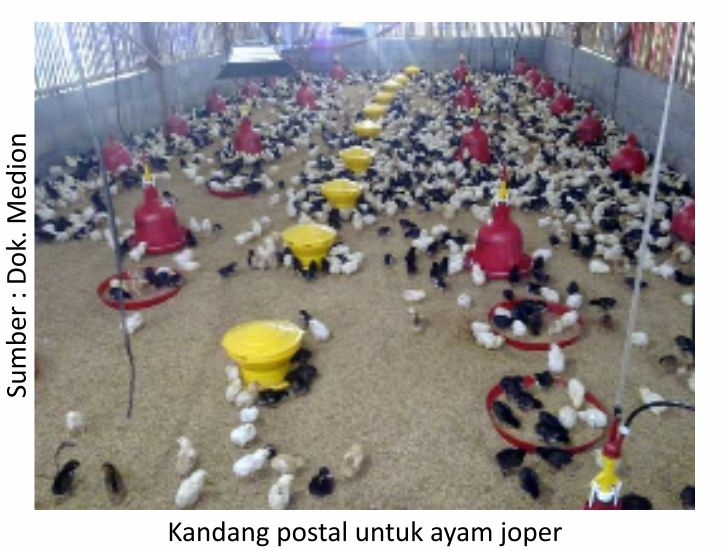 Sumber : Dok. Medion
Kandang postal untuk ayam joper